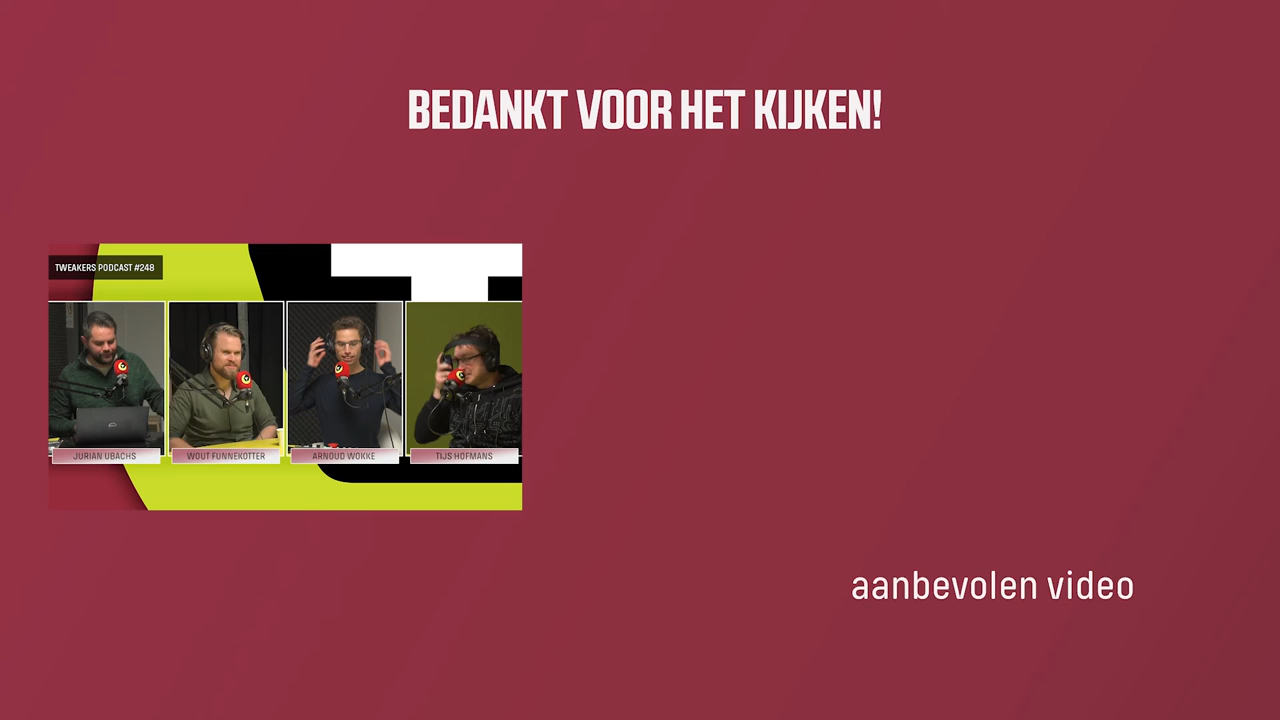 BEDANKT VOOR HET KIJKEN!
TWEAKERS PODCAST #248
JURIAN UBACHS
WOUT FUNNEKOTTER
ARNOUD WOKKE
TIJS HOFMANS
aanbevolen video